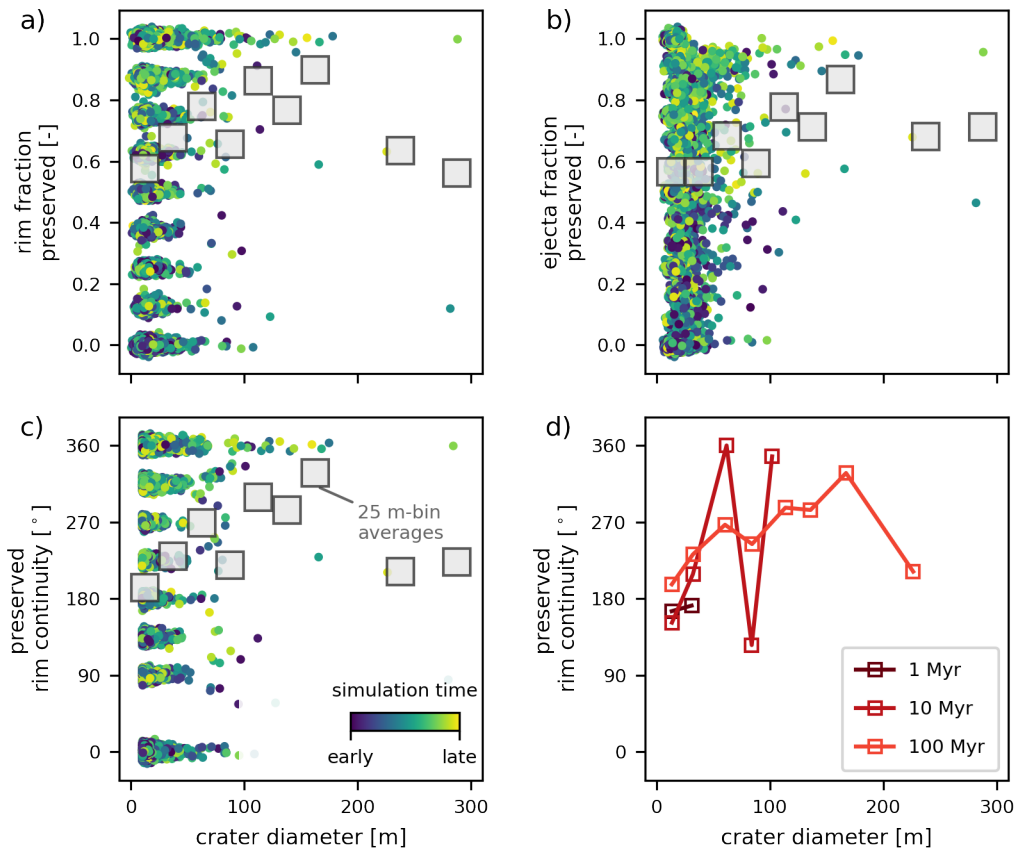 a)
1.0
0.8
0.6
0.4
0.2
0.0
rim fraction
preserved [-]
b)
1.0
0.8
0.6
0.4
0.2
0.0
ejecta fraction
preserved [-]
c)
360
270
180
90
0
preserved
rim continuity [°]
25 m-bin
averages
simulation time
early late
0 100 200 300
crater diameter [m]
d)
360
270
180
90
0
preserved
rim continuity [°]
1 Myr
10 Myr
100 Myr
0 100 200 300
crater diameter [m]